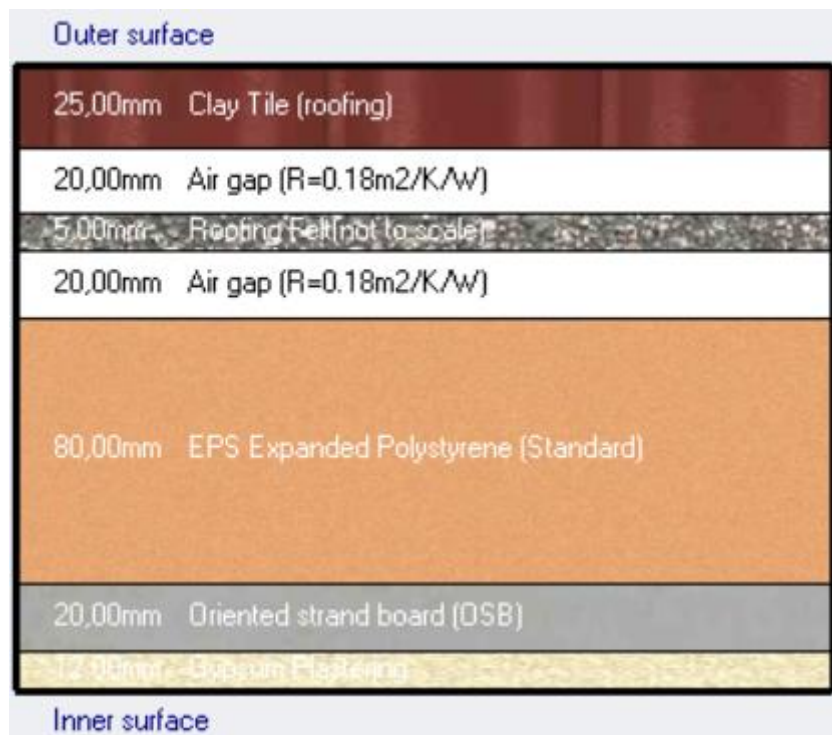 Outer surface
25,00mm Clay Tile (roofing)
20,00mm Air gap (R=0.18m2/K/W)
5,00mm Roofing Felt(not to scale)
20,00mm Air gap (R=0.18m2/K/W)
80,00mm EPS Expanded Polystyrene (Standard)
20,00mm Oriented strand board (OSB)
12,00mm Gypsum Plastering
Inner surface